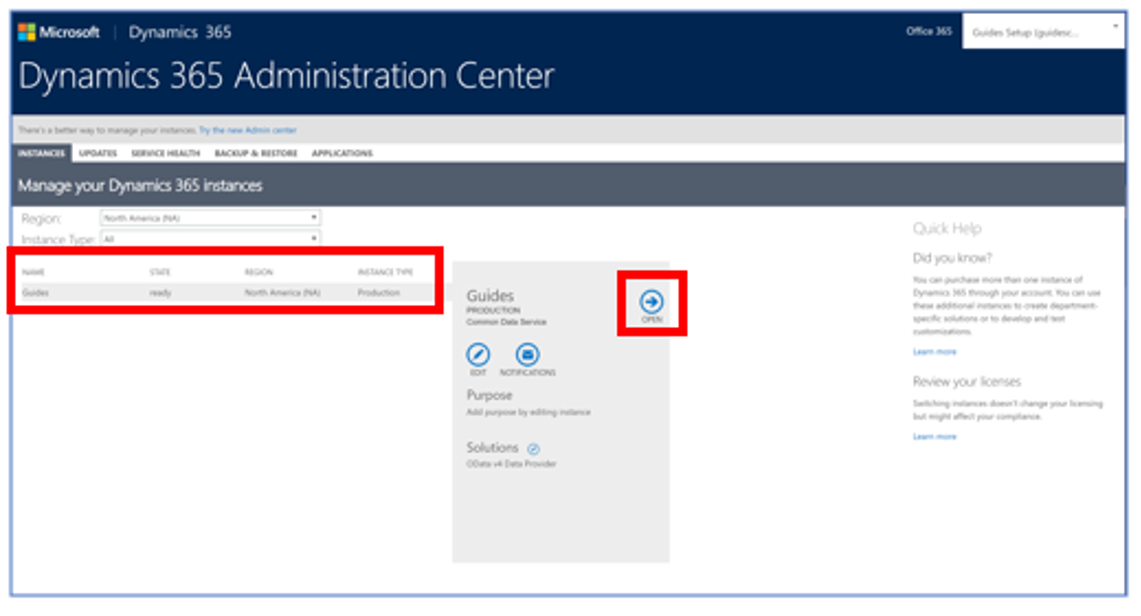 Microsoft | Dynamics 365
Office 365
Guides Setup (guidesc...
Dynamics 365 Administration Center
There's a better way to manage your instances. Try the new Admin center
INSTANCES UPDATES SERVICE HEALTH BACKUP & RESTORE APPLICATIONS
Manage your Dynamics 365 instances
Region: North America (NA)
Instance Type: All
NAME STATE REGION INSTANCE TYPE
Guides ready North America (NA) Production
Guides
PRODUCTION
Common Data Service
OPEN
EDIT NOTIFICATIONS
Purpose
Add purpose by editing instance
Solutions
OData v4 Data Provider
Quick Help
Did you know?
You can purchase more than one instance of
Dynamics 365 through your account. You can use
these additional instances to create department-
specific solutions or to develop and test
customizations.
Learn more
Review your licenses
Switching instances doesn't change your licensing
but might affect your compliance.
Learn more